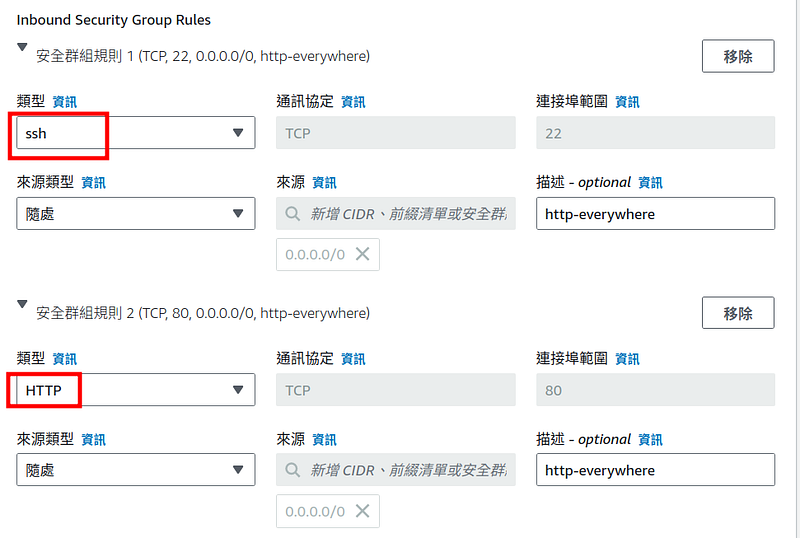 Inbound Security Group Rules
安全群組規則 1 (TCP, 22, 0.0.0.0/0, http-everywhere)
移除
類型 資訊
通訊協定 資訊
連接埠範圍 資訊
ssh
TCP
22
來源類型 資訊
來源 資訊
描述 - optional 資訊
隨處
新增 CIDR、前綴清單或安全群
http-everywhere
0.0.0.0/0
安全群組規則 2 (TCP, 80, 0.0.0.0/0, http-everywhere)
移除
類型 資訊
通訊協定 資訊
連接埠範圍 資訊
HTTP
TCP
80
來源類型 資訊
來源 資訊
描述 - optional 資訊
隨處
新增 CIDR、前綴清單或安全群
http-everywhere
0.0.0.0/0